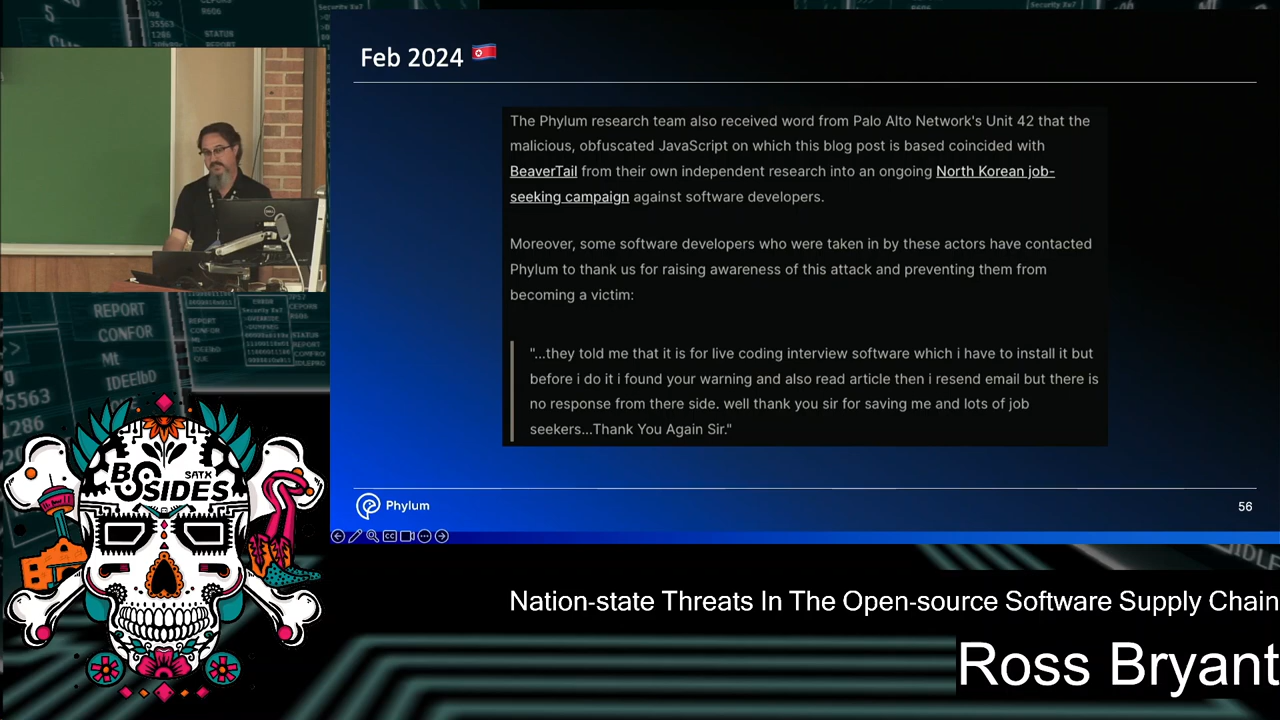 Feb 2024
The Phylum research team also received word from Palo Alto Network's Unit 42 that the
malicious, obfuscated JavaScript on which this blog post is based coincided with
BeaverTail from their own independent research into an ongoing North Korean job-
seeking campaign against software developers.
Moreover, some software developers who were taken in by these actors have contacted
Phylum to thank us for raising awareness of this attack and preventing them from
becoming a victim:
"...they told me that it is for live coding interview software which i have to install it but
before i do it i found your warning and also read article then i resend email but there is
no response from there side. well thank you sir for saving me and lots of job
seekers...Thank You Again Sir."
Phylum
56
CC
DELL
REPORT
CONFOR
Mt
IDEElbD
5563
1286
BSIDES
SATX
Nation-state Threats In The Open-source Software Supply Chain
Ross Bryant